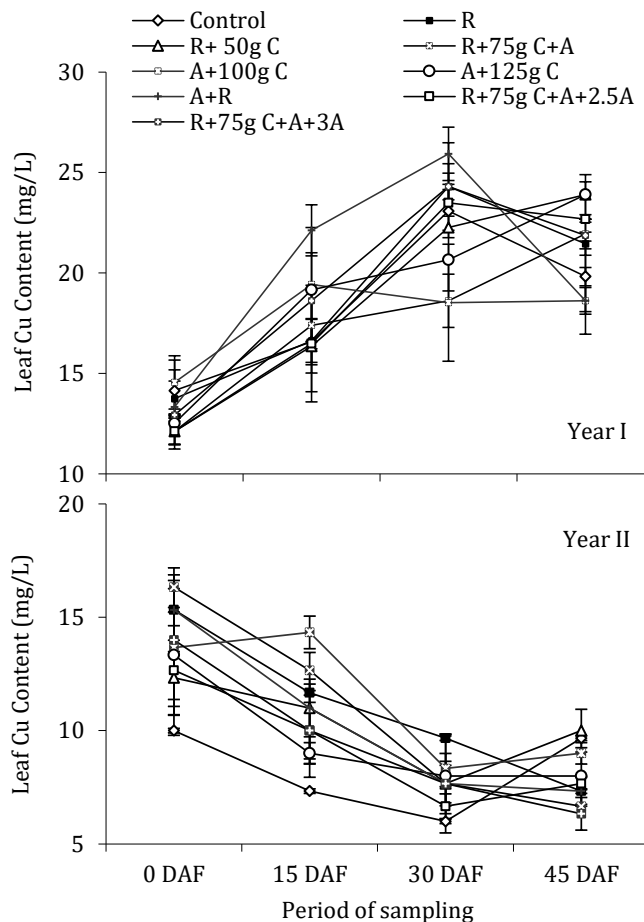 Control
R
R+ 50g C
R+75g C+A
A+100g C
A+125g C
A+R
R+75g C+A+2.5A
R+75g C+A+3A
Leaf Cu Content (mg/L)
30
25
20
15
10
Year I
Leaf Cu Content (mg/L)
20
15
10
5
Year II
0 DAF
15 DAF
30 DAF
45 DAF
Period of sampling